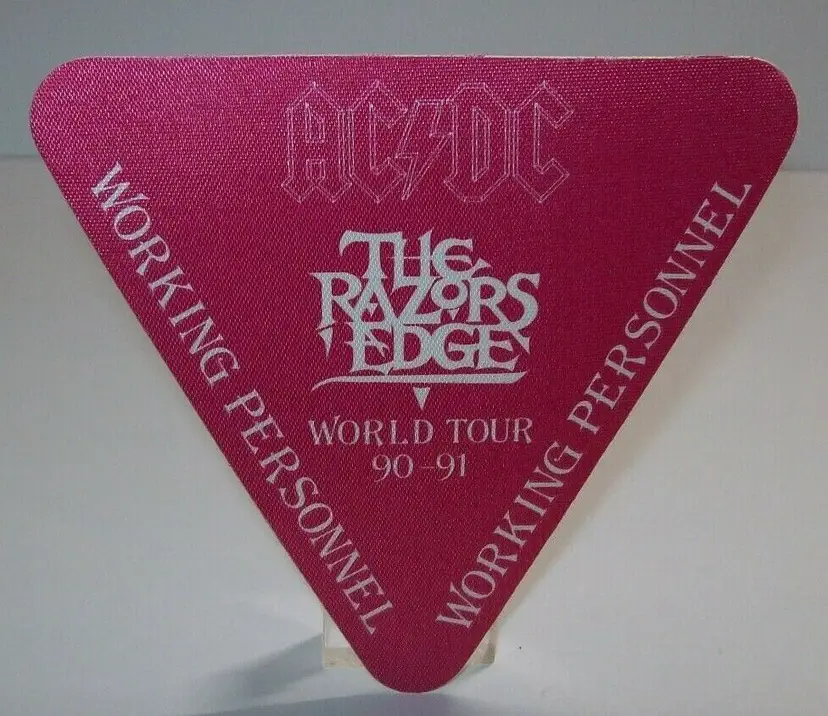 AC/DC
THE
RAZORS
EDGE
WORLD TOUR
90-91
WORKING PERSONNEL
WORKING PERSONNEL